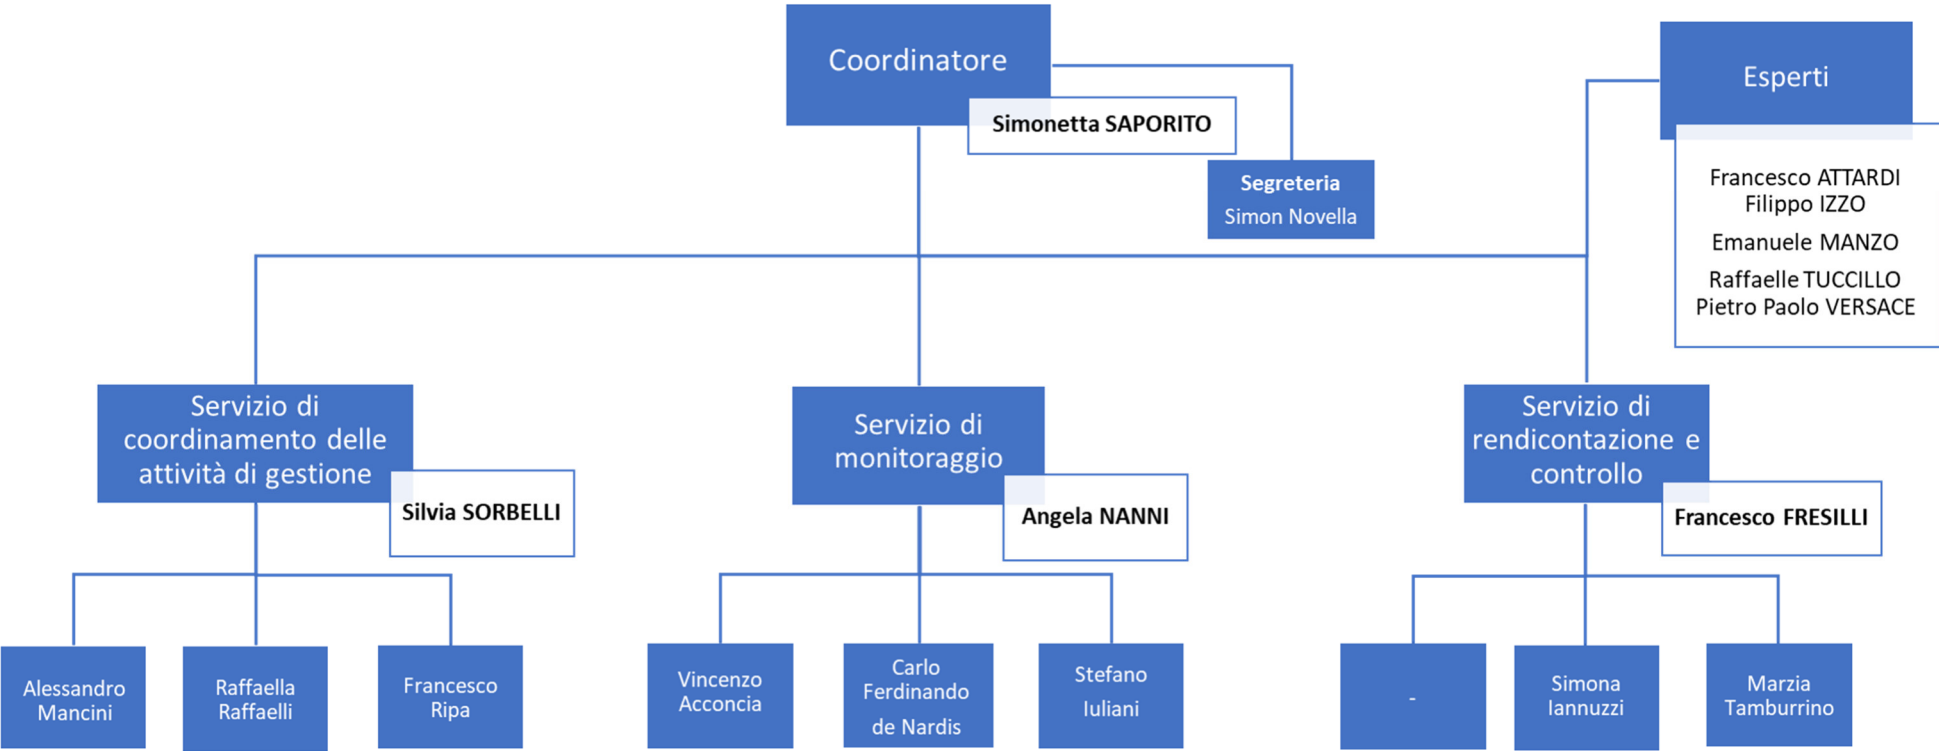 Coordinatore
Simonetta SAPORITO
Segreteria
Simon Novella
Esperti
Francesco ATTARDI
Filippo IZZO
Emanuele MANZO
Raffaelle TUCCILLO
Pietro Paolo VERSACE
Servizio di
coordinamento delle
attività di gestione
Silvia SORBELLI
Servizio di
monitoraggio
Angela NANNI
Servizio di
rendicontazione e
controllo
Francesco FRESILLI
Alessandro
Mancini
Raffaella
Raffaelli
Francesco
Ripa
Vincenzo
Acconcia
Carlo
Ferdinando
de Nardis
Stefano
Iuliani
-
Simona
Iannuzzi
Marzia
Tamburrino